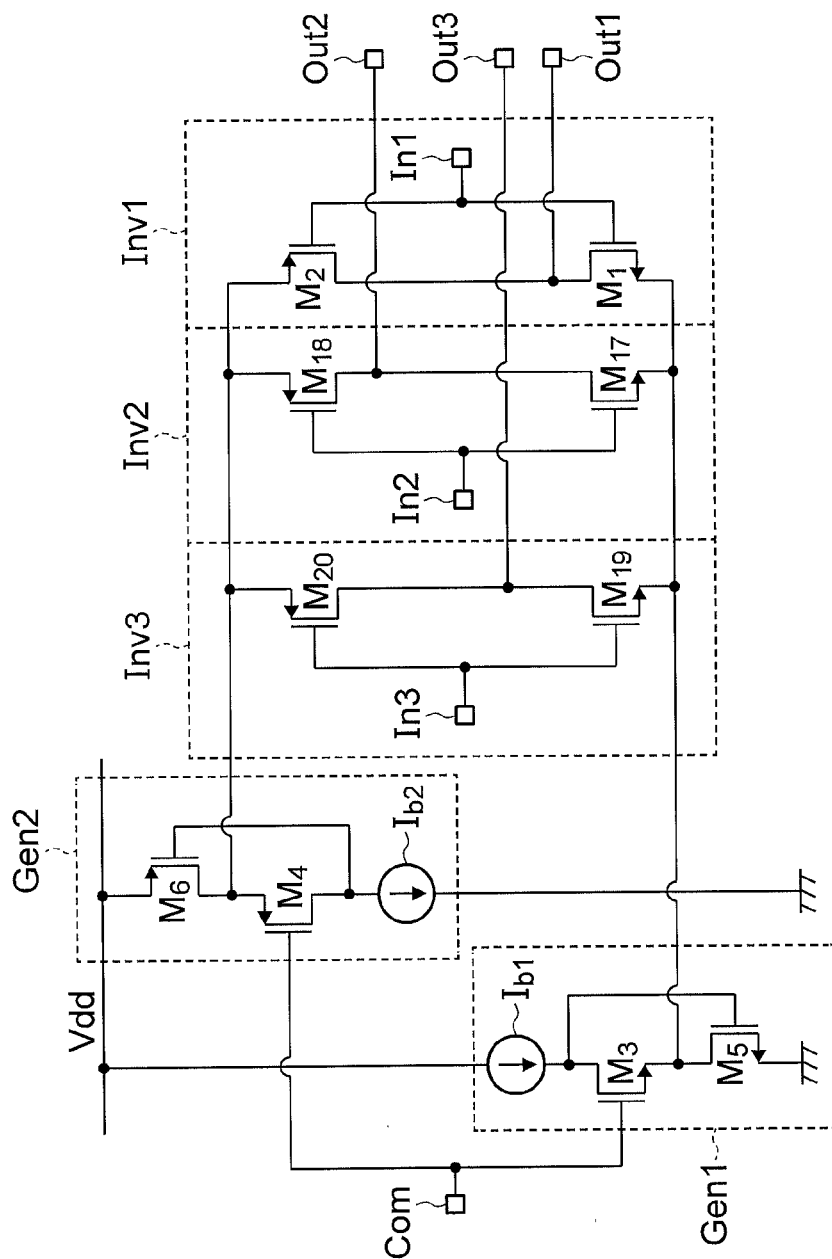 Inv1
Inv2
Inv3
Gen2
Gen1
Vdd
Com
In1
In2
In3
Out1
Out2
Out3
M1
M2
M3
M4
M5
M6
M17
M18
M19
M20
Ib1
Ib2